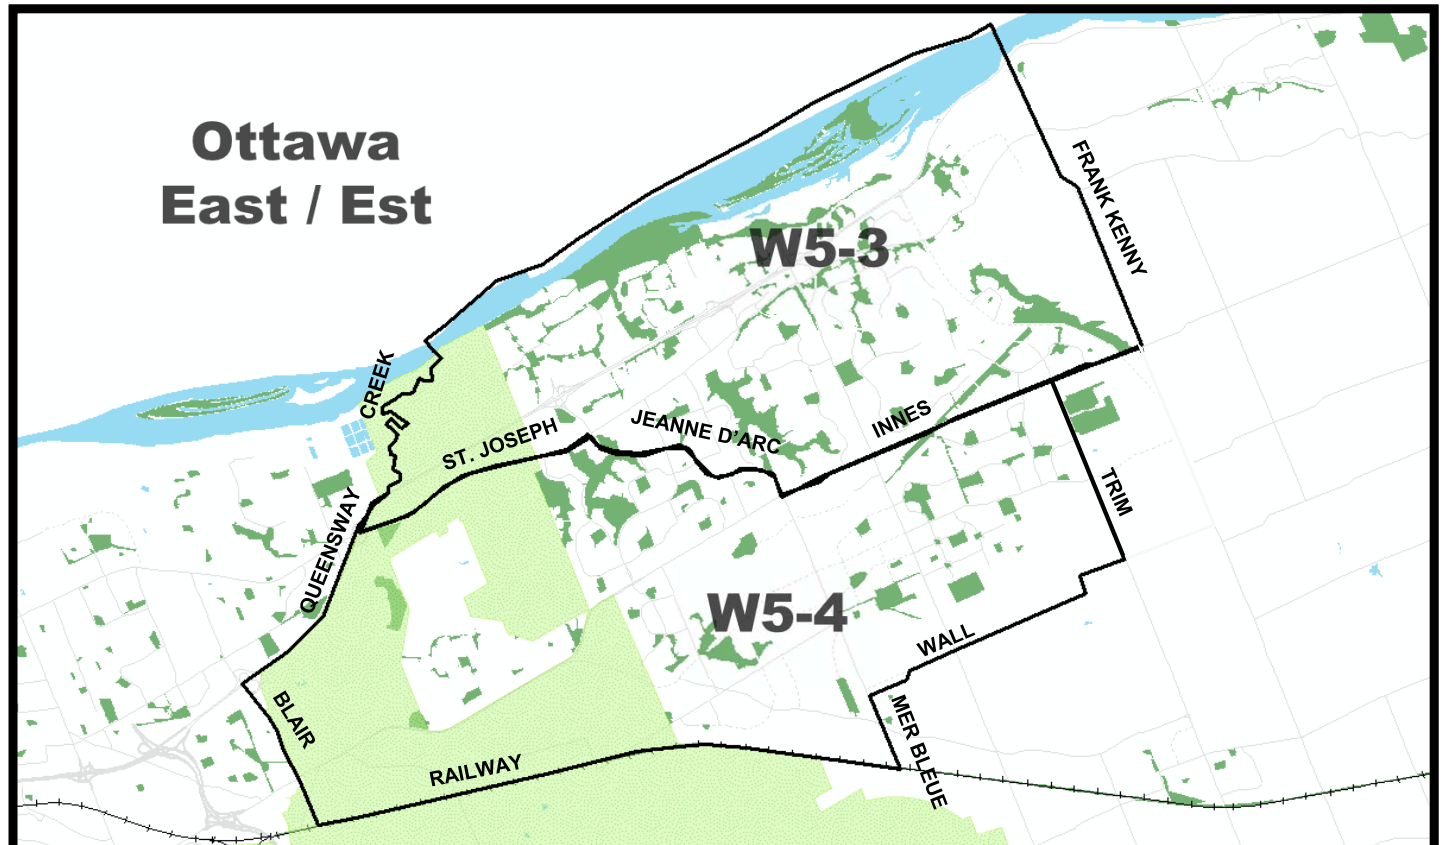 Ottawa
East / Est
FRANK KENNY
W5-3
CREEK
JEANNE D'ARC
INNES
ST. JOSEPH
TRIM
QUEENSWAY
W5-4
WALL
BLAIR
MER BLEUE
RAILWAY